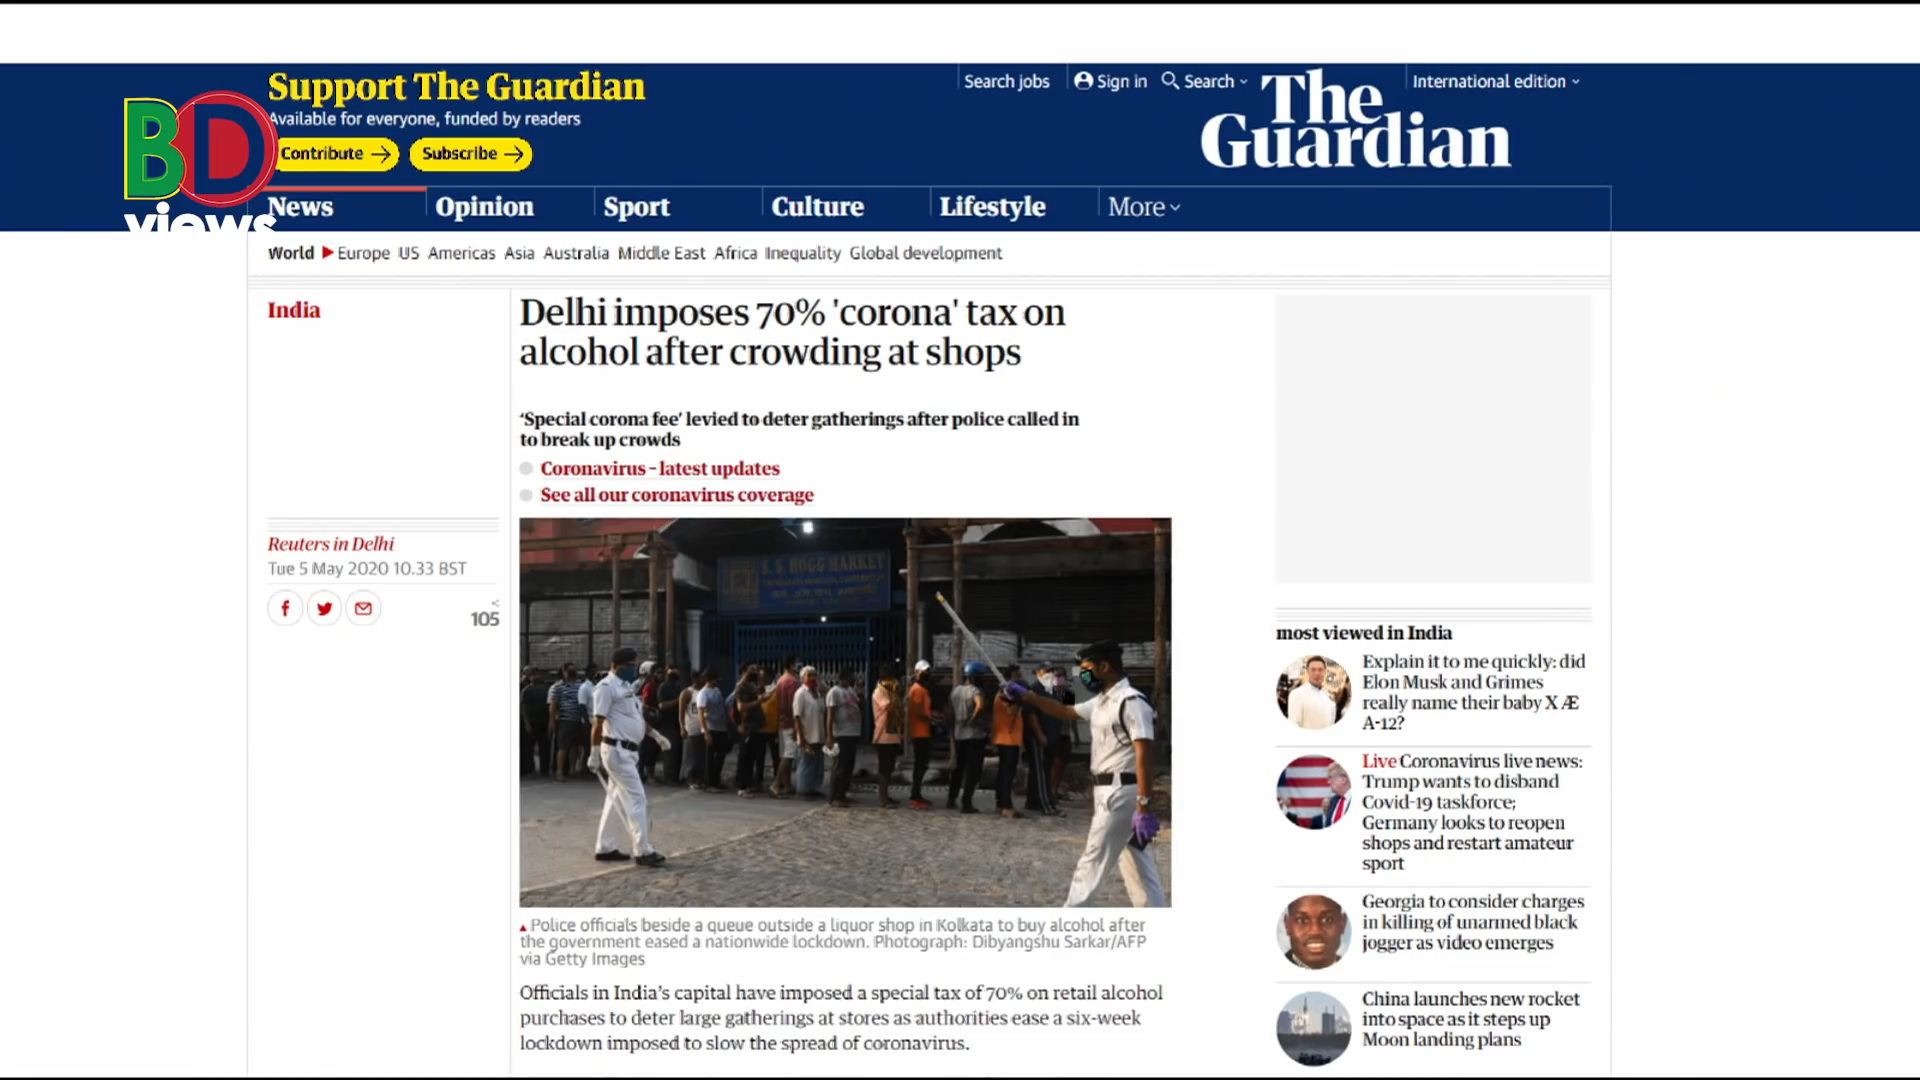 Support The Guardian
Available for everyone, funded by readers
Contribute
Subscribe
Search jobs
Sign in
Search
International edition
The
Guardian
BD
views
News
Opinion
Sport
Culture
Lifestyle
More
World Europe US Americas Asia Australia Middle East Africa Inequality Global development
India
Delhi imposes 70% 'corona' tax on
alcohol after crowding at shops
‘Special corona fee’ levied to deter gatherings after police called in
to break up crowds
Coronavirus – latest updates
See all our coronavirus coverage
Reuters in Delhi
Tue 5 May 2020 10.33 BST
105
S. S. HOGG MARKET
Police officials beside a queue outside a liquor shop in Kolkata to buy alcohol after
the government eased a nationwide lockdown. Photograph: Dibyangshu Sarkar/AFP
via Getty Images
Officials in India’s capital have imposed a special tax of 70% on retail alcohol
purchases to deter large gatherings at stores as authorities ease a six-week
lockdown imposed to slow the spread of coronavirus.
most viewed in India
Explain it to me quickly: did
Elon Musk and Grimes
really name their baby X Æ
A-12?
Live Coronavirus live news:
Trump wants to disband
Covid-19 taskforce;
Germany looks to reopen
shops and restart amateur
sport
Georgia to consider charges
in killing of unarmed black
jogger as video emerges
China launches new rocket
into space as it steps up
Moon landing plans